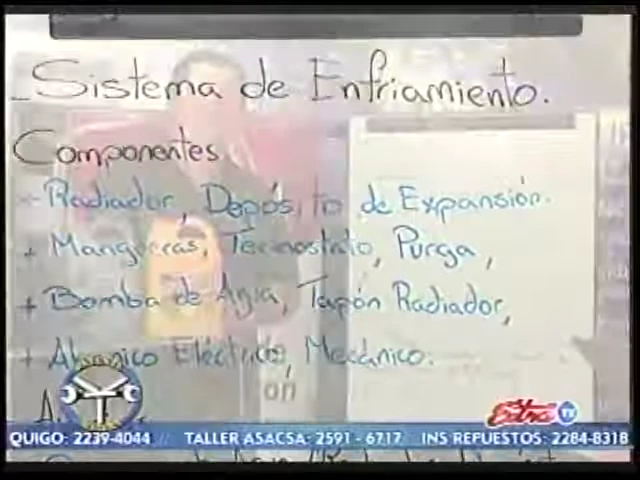 Sistema de Enfriamiento.
Componentes
- Radiador, Depósito de Expansión.
+ Mangueras, Termostato, Purga,
+ Bomba de Agua, Tapón Radiador,
+ Abanico Eléctrico, Mecánico.
on
Extra TV
QUIGO: 2239-4044 // TALLER ASACSA: 2591 - 6717 INS REPUESTOS: 2284-8318